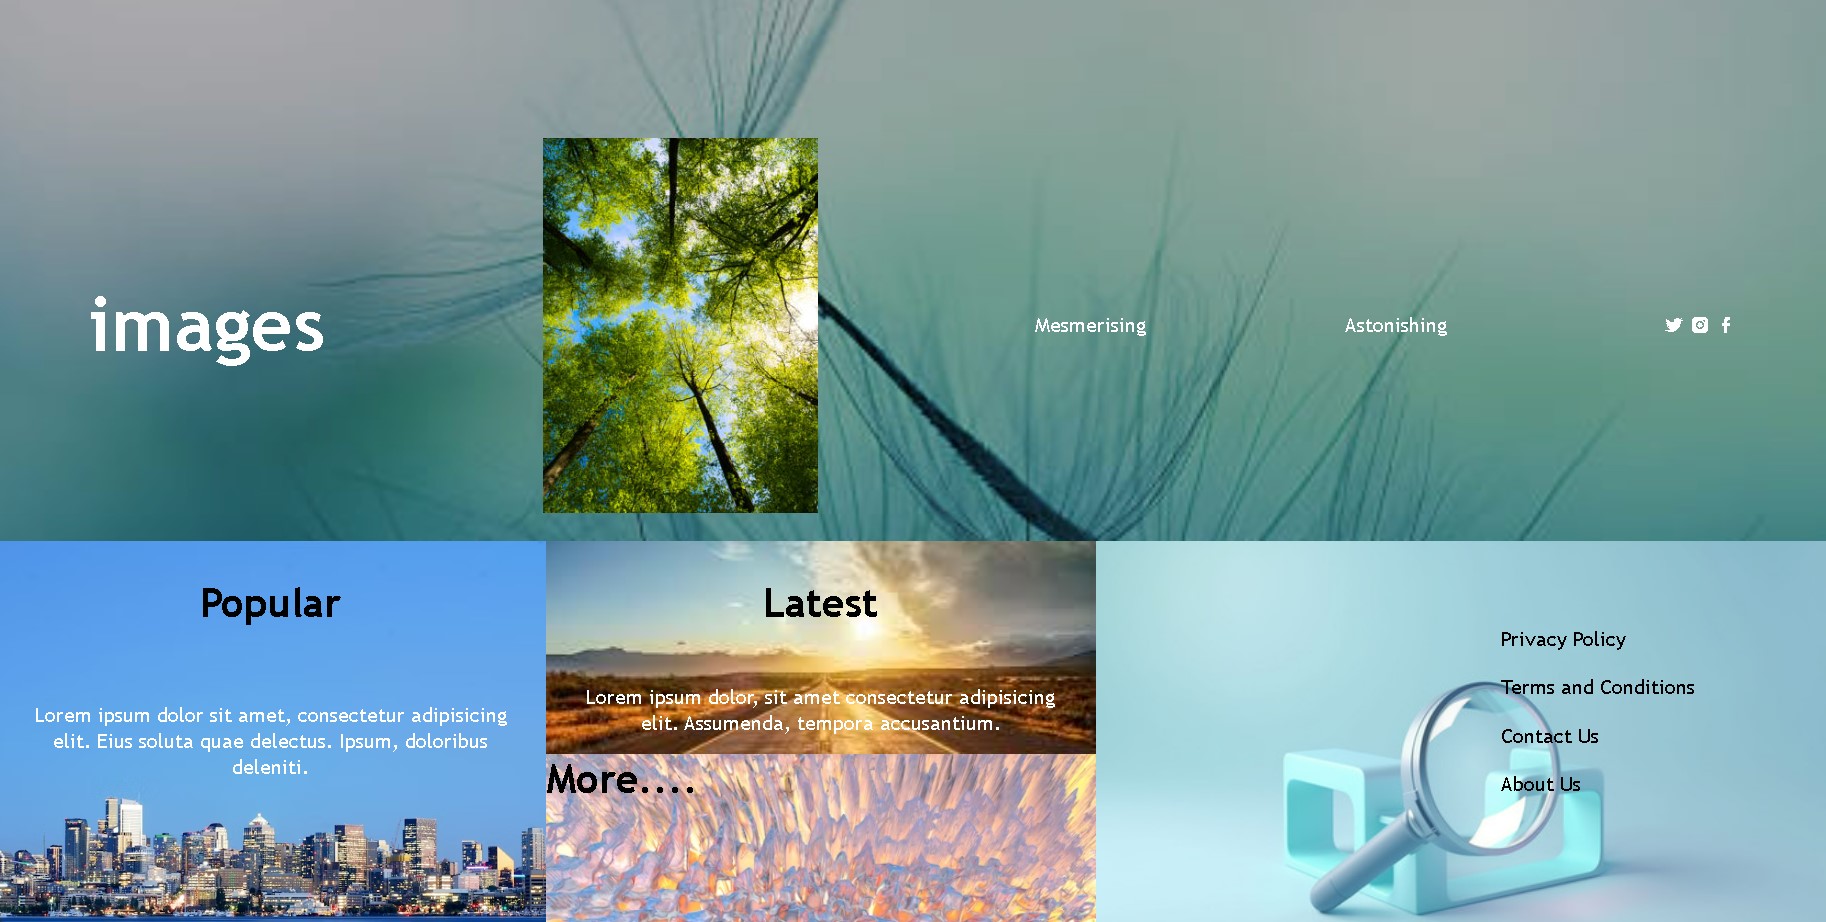 images
Mesmerising
Astonishing
Popular
Lorem ipsum dolor sit amet, consectetur adipisicing
elit. Eius soluta quae delectus. Ipsum, doloribus
deleniti.
Latest
Lorem ipsum dolor, sit amet consectetur adipisicing
elit. Assumenda, tempora accusantium.
More....
Privacy Policy
Terms and Conditions
Contact Us
About Us